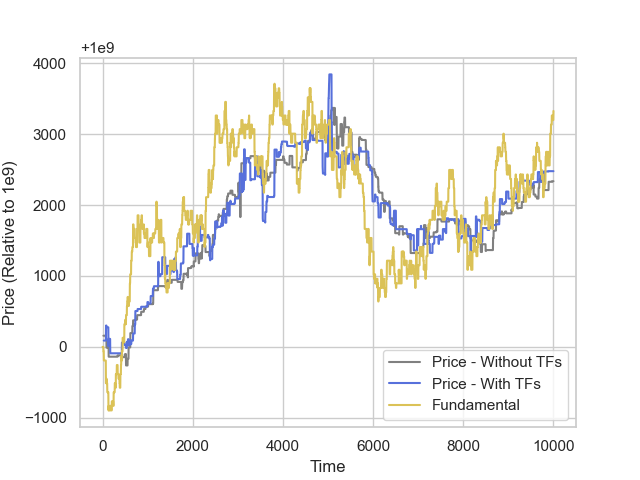 +1e9
4000
3000
2000
1000
0
−1000
Price (Relative to 1e9)
Price - Without TFs
Price - With TFs
Fundamental
0 2000 4000 6000 8000 10000
Time